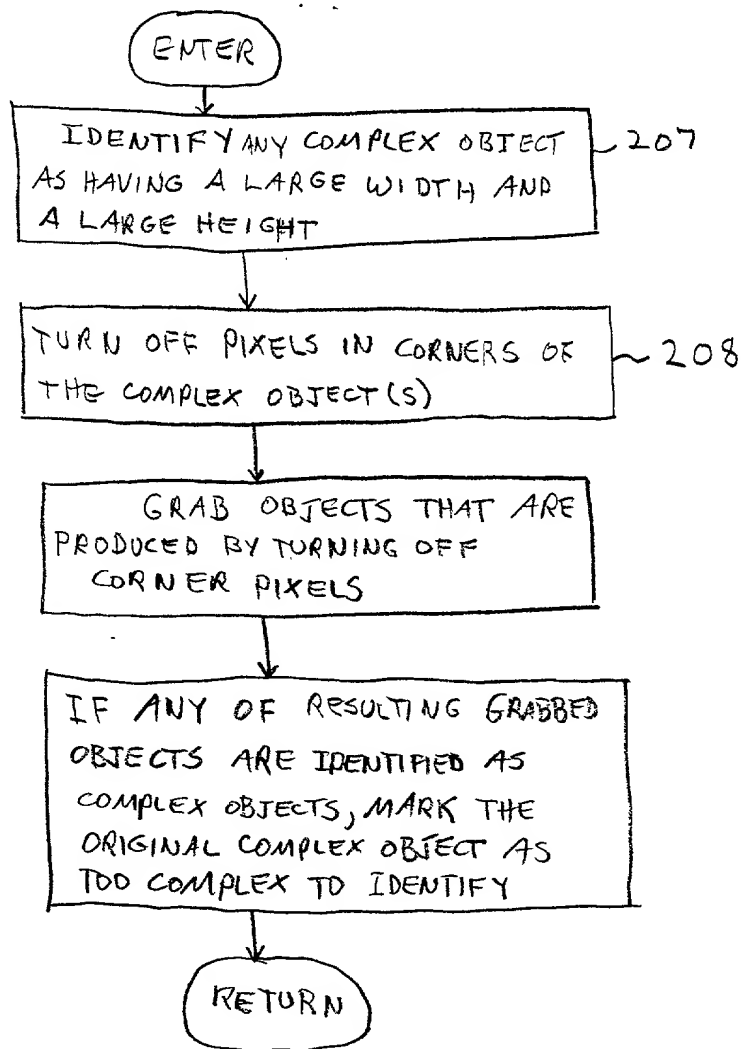 ENTER
IDENTIFY ANY COMPLEX OBJECT
AS HAVING A LARGE WIDTH AND
A LARGE HEIGHT
207
TURN OFF PIXELS IN CORNERS OF
THE COMPLEX OBJECT(S)
208
GRAB OBJECTS THAT ARE
PRODUCED BY TURNING OFF
CORNER PIXELS
IF ANY OF RESULTING GRABBED
OBJECTS ARE IDENTIFIED AS
COMPLEX OBJECTS, MARK THE
ORIGINAL COMPLEX OBJECT AS
TOO COMPLEX TO IDENTIFY
RETURN